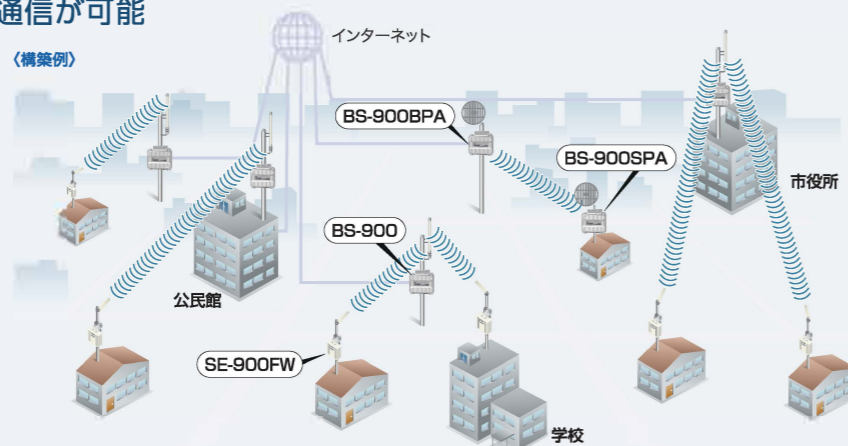 通信が可能
〈構築例〉
インターネット
BS-900BPA
BS-900SPA
市役所
BS-900
公民館
SE-900FW
学校